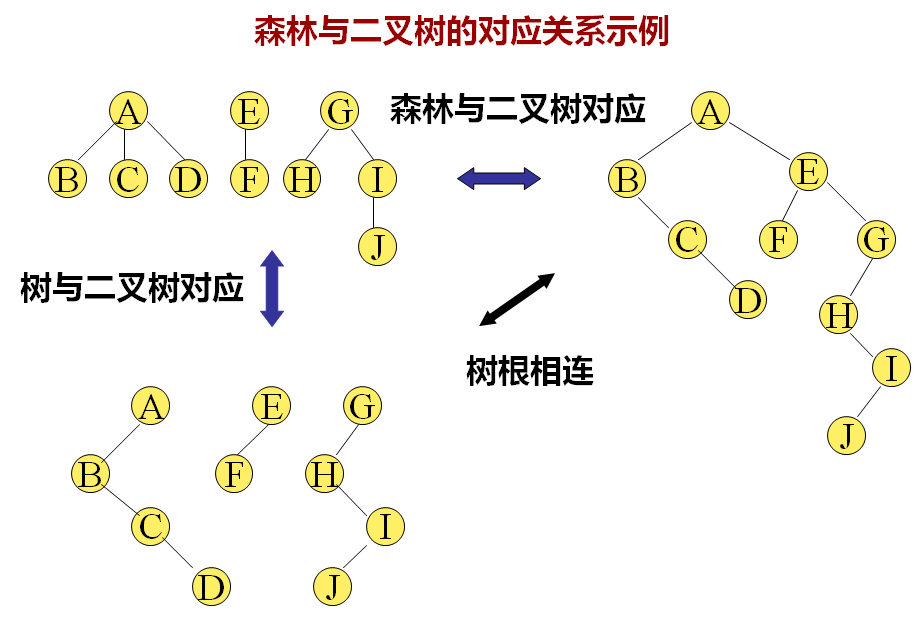 森林与二叉树的对应关系示例
森林与二叉树对应
A E G
B C D F H I
J
树与二叉树对应
A
B E
C F G
D H
I
J
树根相连
A E G
B F H
C I
D J